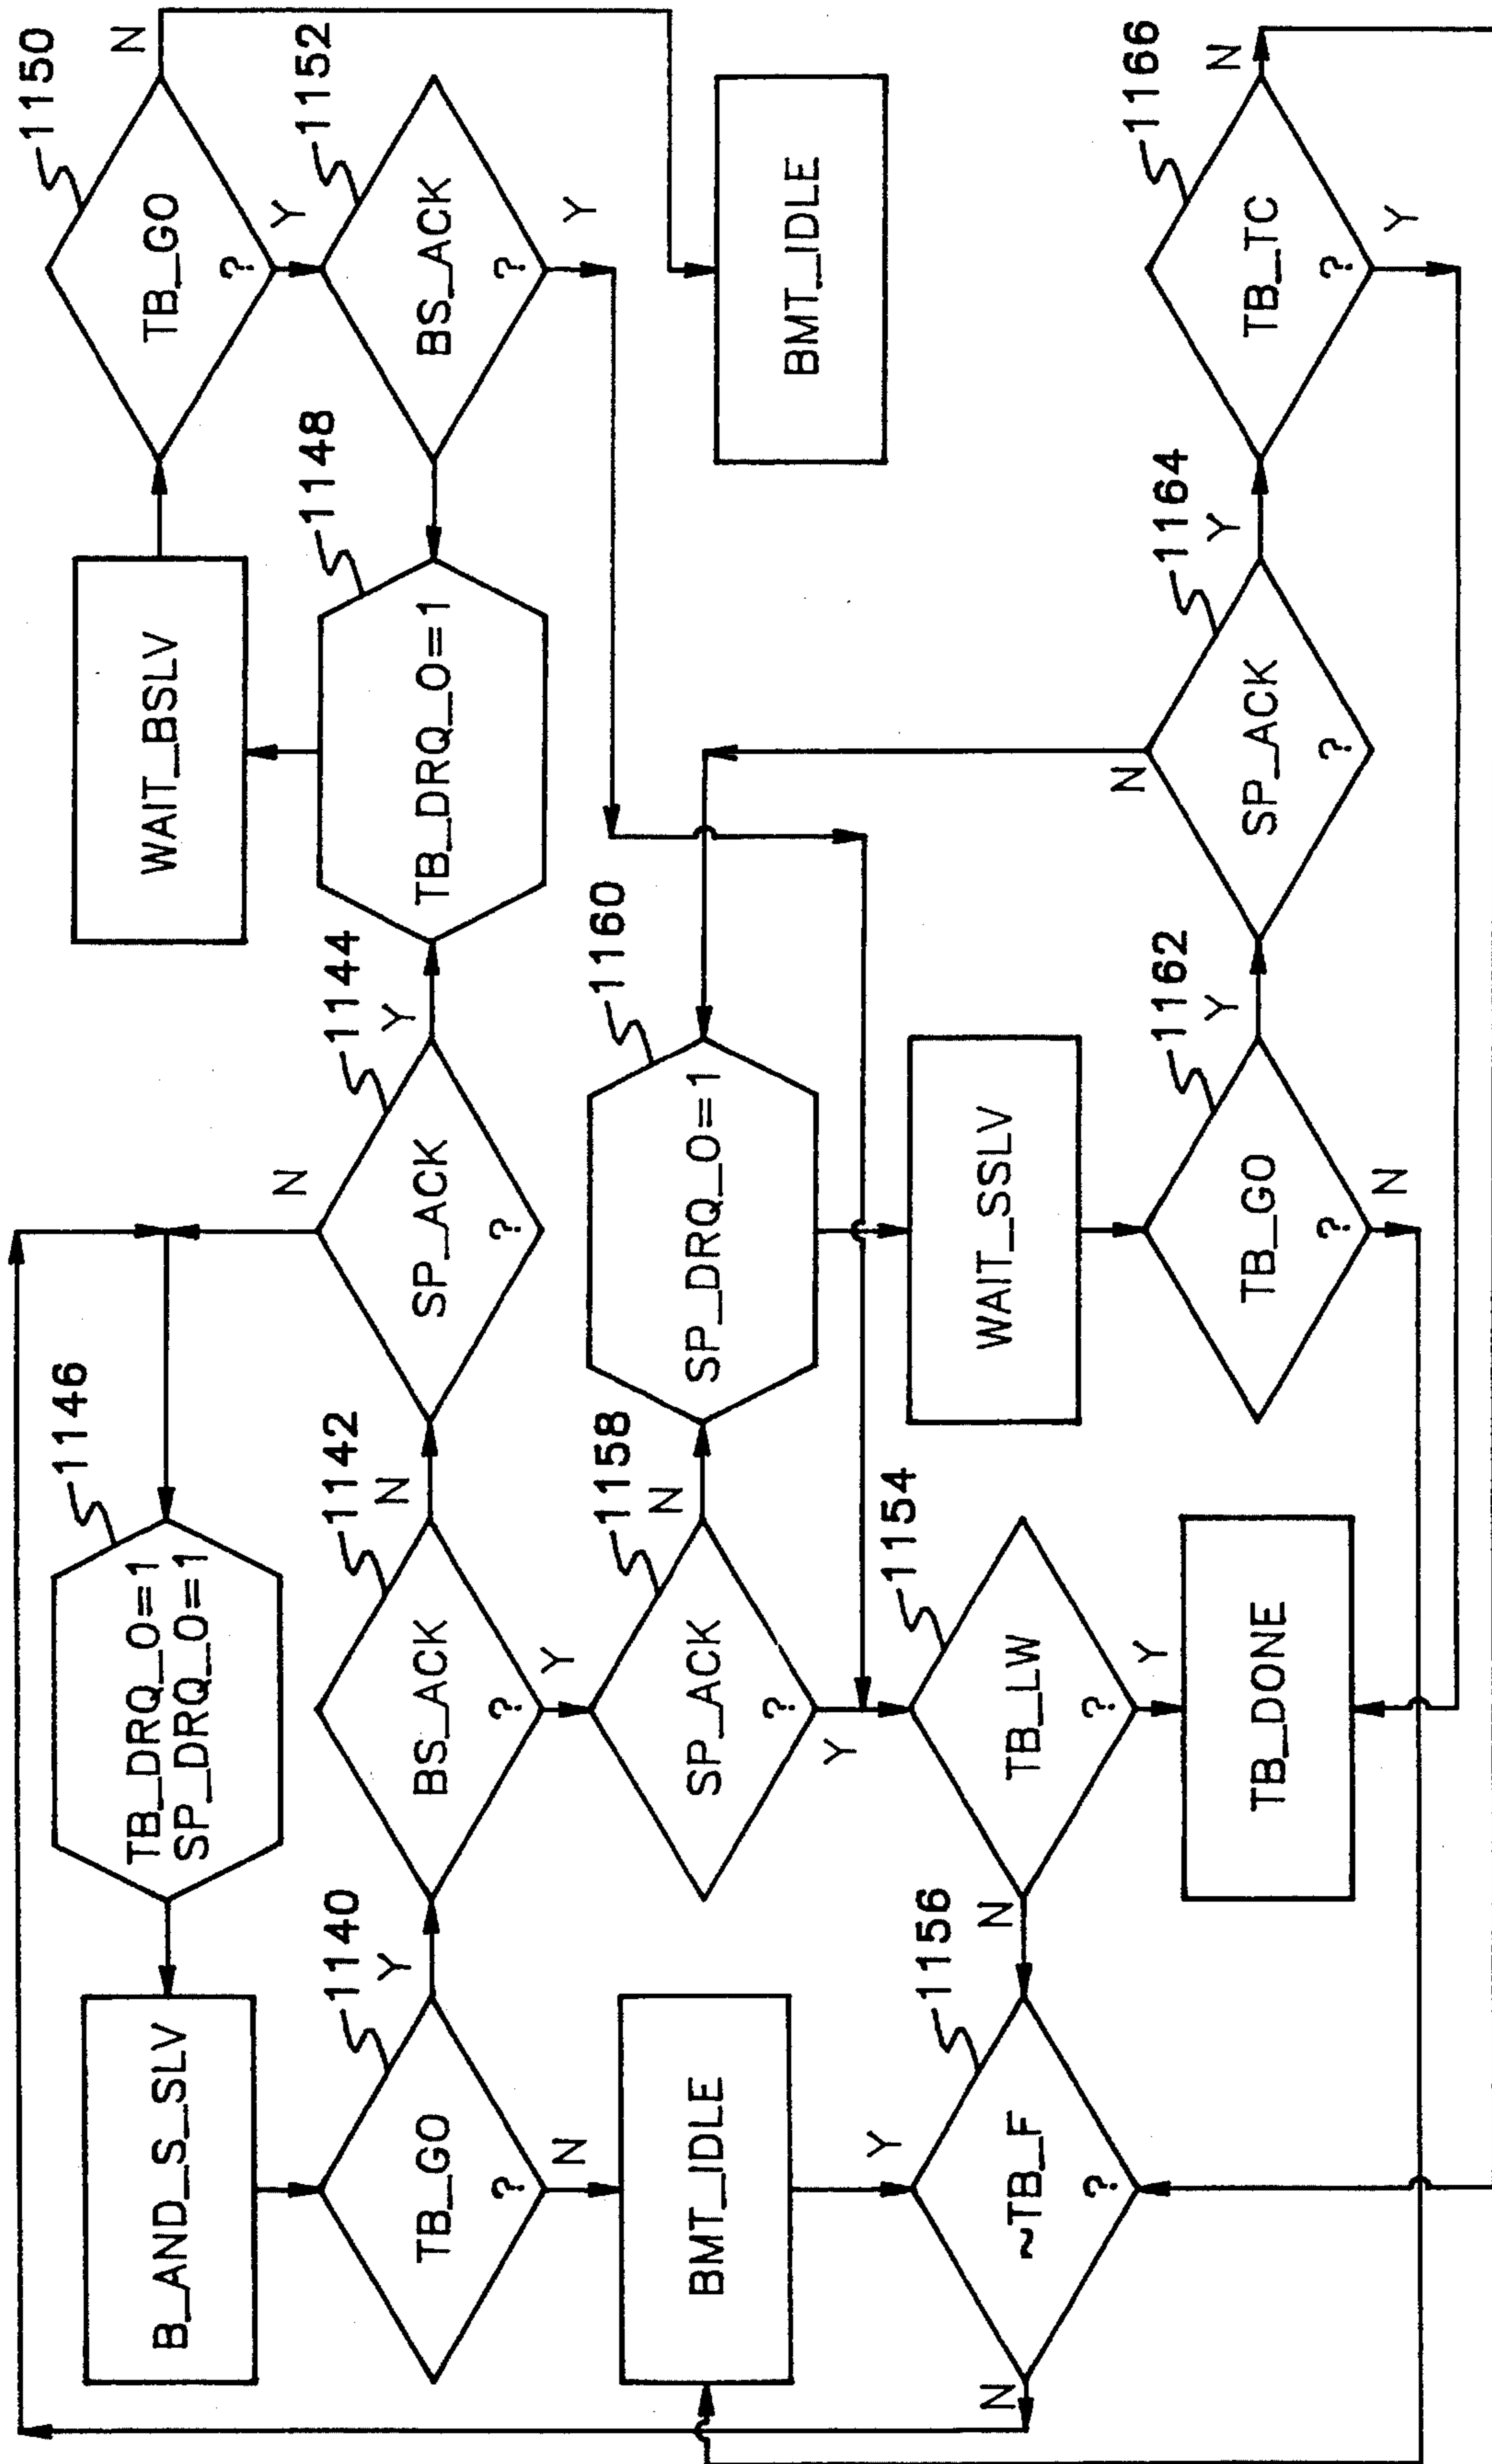 B_AND_S_SLV
TB_DRQ_O=1
SP_DRQ_O=1
1146
WAIT_BSLV
TB_GO
?
1150
N
Y
TB_GO
?
1140
Y
N
BS_ACK
?
1142
N
Y
SP_ACK
?
1144
N
Y
TB_DRQ_O=1
1148
BS_ACK
?
1152
Y
BMT_IDLE
SP_ACK
?
1158
N
Y
SP_DRQ_O=1
1160
BMT_IDLE
Y
~TB_F
?
1156
N
TB_LW
?
1154
N
Y
WAIT_SSLV
TB_DONE
TB_GO
?
1162
Y
N
SP_ACK
?
1164
N
Y
TB_TC
?
1166
N
Y